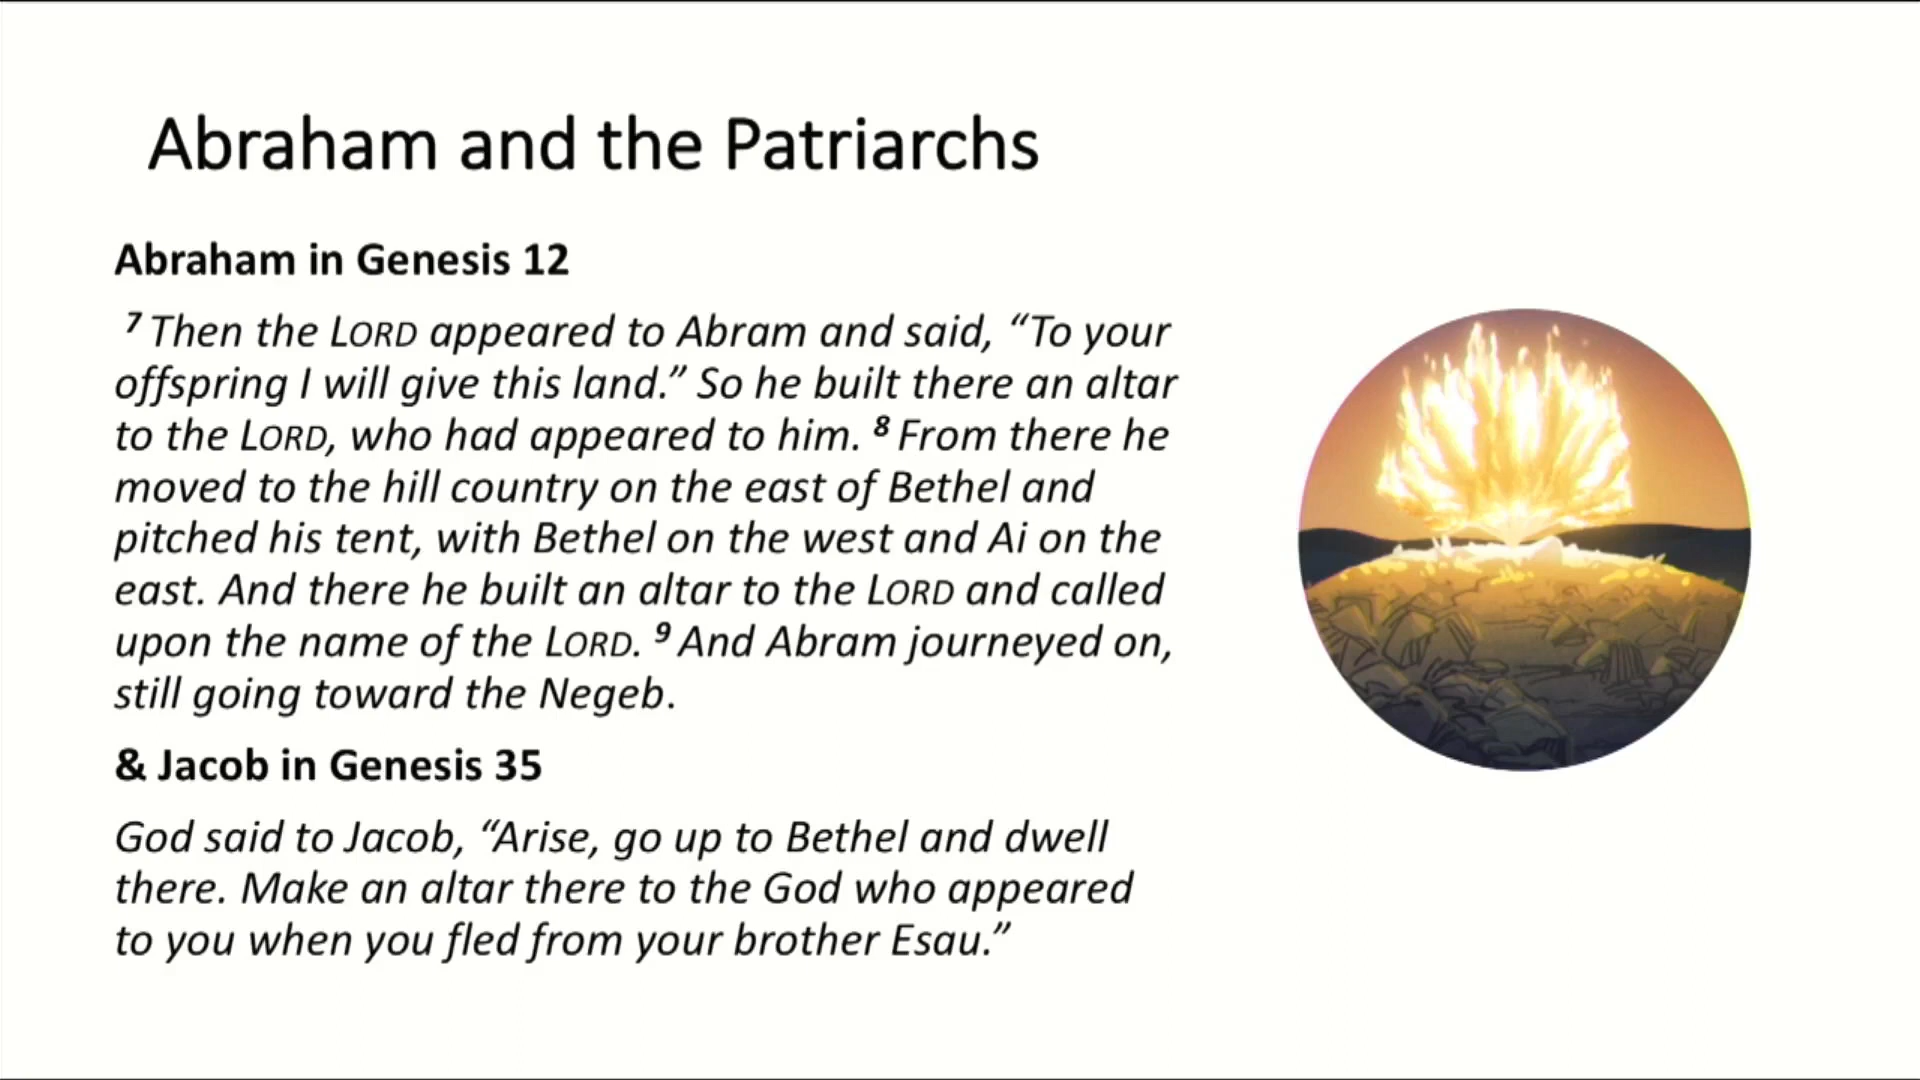 Abraham and the Patriarchs
Abraham in Genesis 12
7 Then the LORD appeared to Abram and said, “To your
offspring I will give this land.” So he built there an altar
to the LORD, who had appeared to him. 8 From there he
moved to the hill country on the east of Bethel and
pitched his tent, with Bethel on the west and Ai on the
east. And there he built an altar to the LORD and called
upon the name of the LORD. 9 And Abram journeyed on,
still going toward the Negeb.
& Jacob in Genesis 35
God said to Jacob, “Arise, go up to Bethel and dwell
there. Make an altar there to the God who appeared
to you when you fled from your brother Esau.”